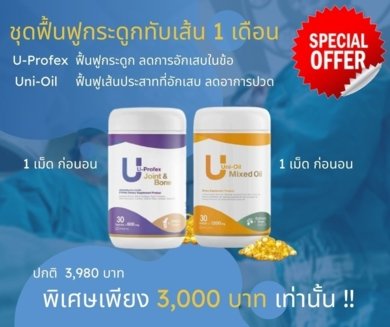 ชุดฟื้นฟูกระดูกทับเส้น 1 เดือน
SPECIAL
OFFER
U-Profex ฟื้นฟูกระดูก ลดการอักเสบในข้อ
Uni-Oil ฟื้นฟูเส้นประสาทที่อักเสบ ลดอาการปวด
1 เม็ด ก่อนนอน
U
U-Profex
Joint &
Bone
30
U
Uni-Oil
Mixed Oil
30
1 เม็ด ก่อนนอน
ปกติ 3,980 บาท
พิเศษเพียง 3,000 บาท เท่านั้น !!